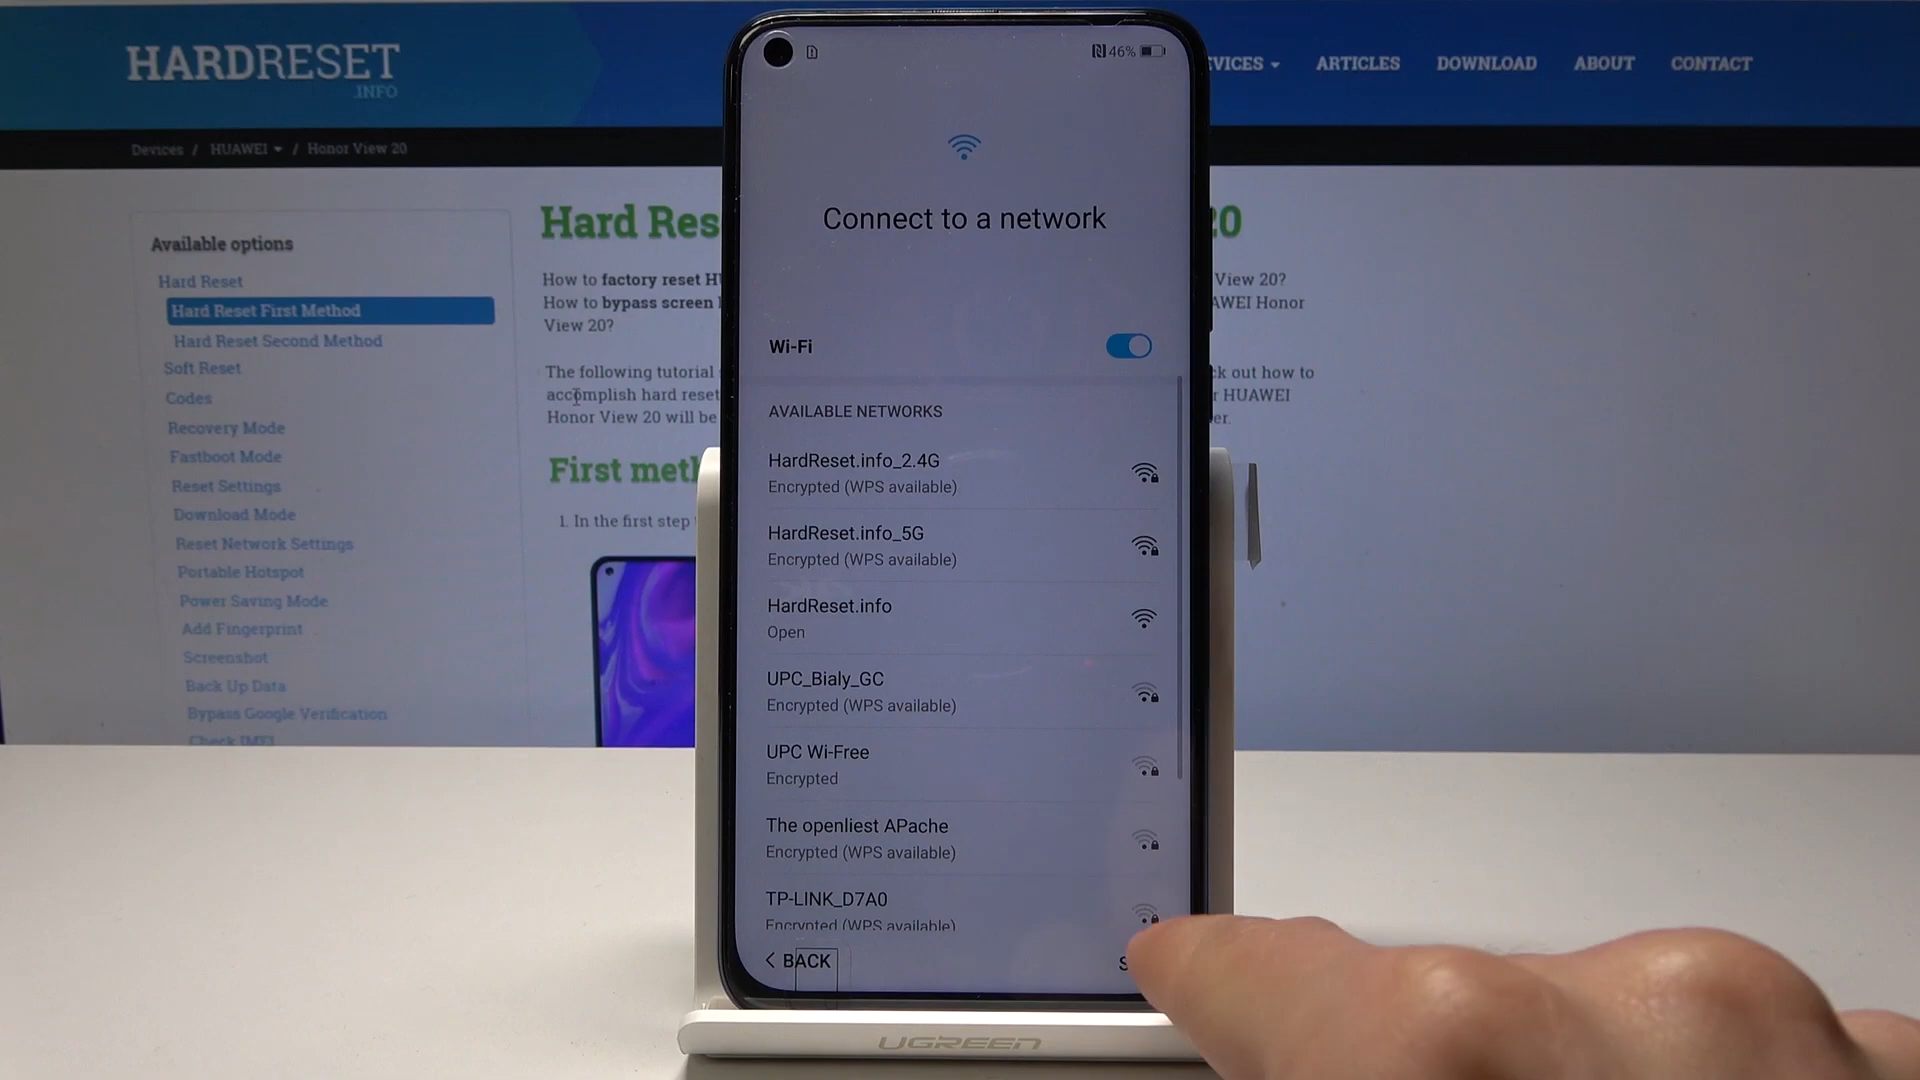 HARDRESET
.INFO
ARTICLES
DOWNLOAD
ABOUT
CONTACT
Devices / HUAWEI / Honor View 20
Available options
Hard Reset
Hard Reset First Method
Hard Reset Second Method
Soft Reset
Codes
Recovery Mode
Fastboot Mode
Reset Settings
Download Mode
Reset Network Settings
Portable Hotspot
Power Saving Mode
Add Fingerprint
Screenshot
Back Up Data
Bypass Google Verification
Check IMEI
Hard
How to factory reset
View 20?
How to bypass screen
Honor
View 20?
The following tutorial
out how to
accomplish hard reset
HUAWEI
Honor View 20 will be
First
1. In the first step
46%
Connect to a network
Wi-Fi
AVAILABLE NETWORKS
HardReset.info_2.4G
Encrypted (WPS available)
HardReset.info_5G
Encrypted (WPS available)
HardReset.info
Open
UPC_Bialy_GC
Encrypted (WPS available)
UPC Wi-Free
Encrypted
The openliest APache
Encrypted (WPS available)
TP-LINK_D7A0
Encrypted (WPS available)
< BACK
UGREEN